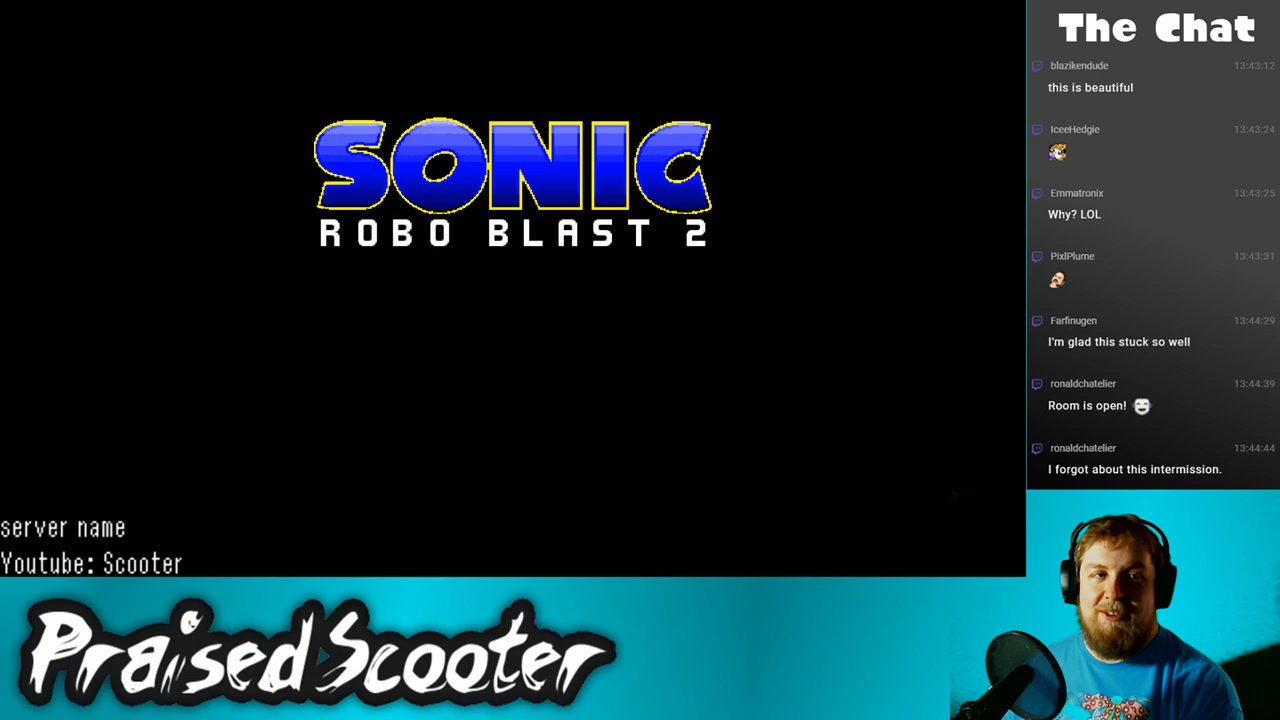 SONIC
ROBO BLAST 2
server name
Youtube: Scooter
PraisedScooter
The Chat
blazikendude 13:43:12
this is beautiful
IceeHedgie 13:43:24
Emmatronix 13:43:25
Why? LOL
PixlPlume 13:43:31
Farfinugen 13:44:29
I'm glad this stuck so well
ronaldchatelier 13:44:39
Room is open!
ronaldchatelier 13:44:44
I forgot about this intermission.